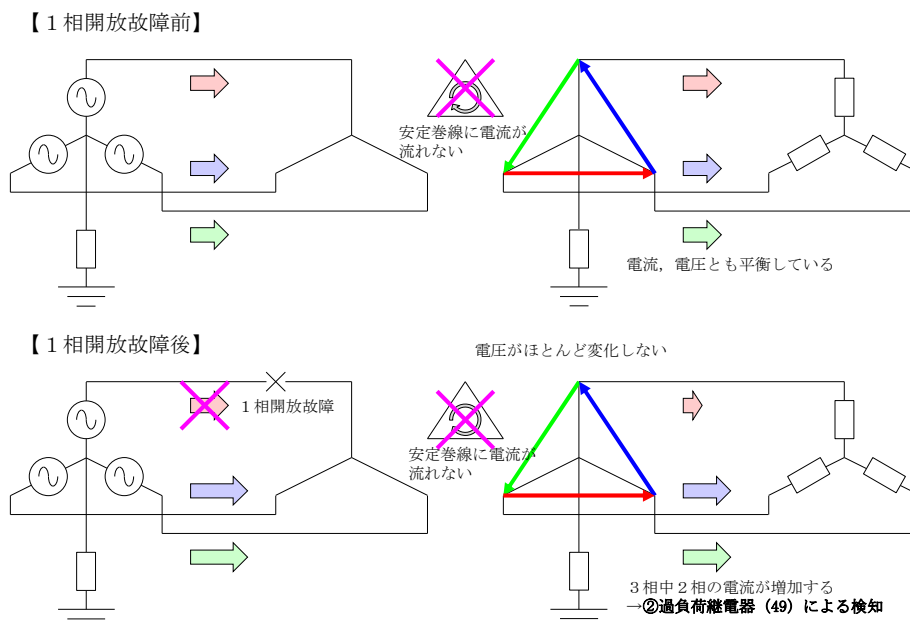 【１相開放故障前】
安定巻線に電流が
流れない
電流，電圧とも平衡している
【１相開放故障後】
電圧がほとんど変化しない
１相開放故障
安定巻線に電流が
流れない
３相中２相の電流が増加する
→②過負荷継電器（49）による検知